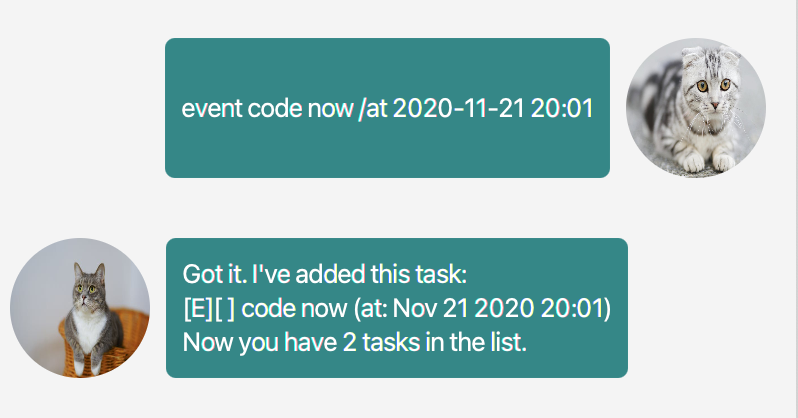 event code now /at 2020-11-21 20:01
Got it. I've added this task:
[E][ ] code now (at: Nov 21 2020 20:01)
Now you have 2 tasks in the list.